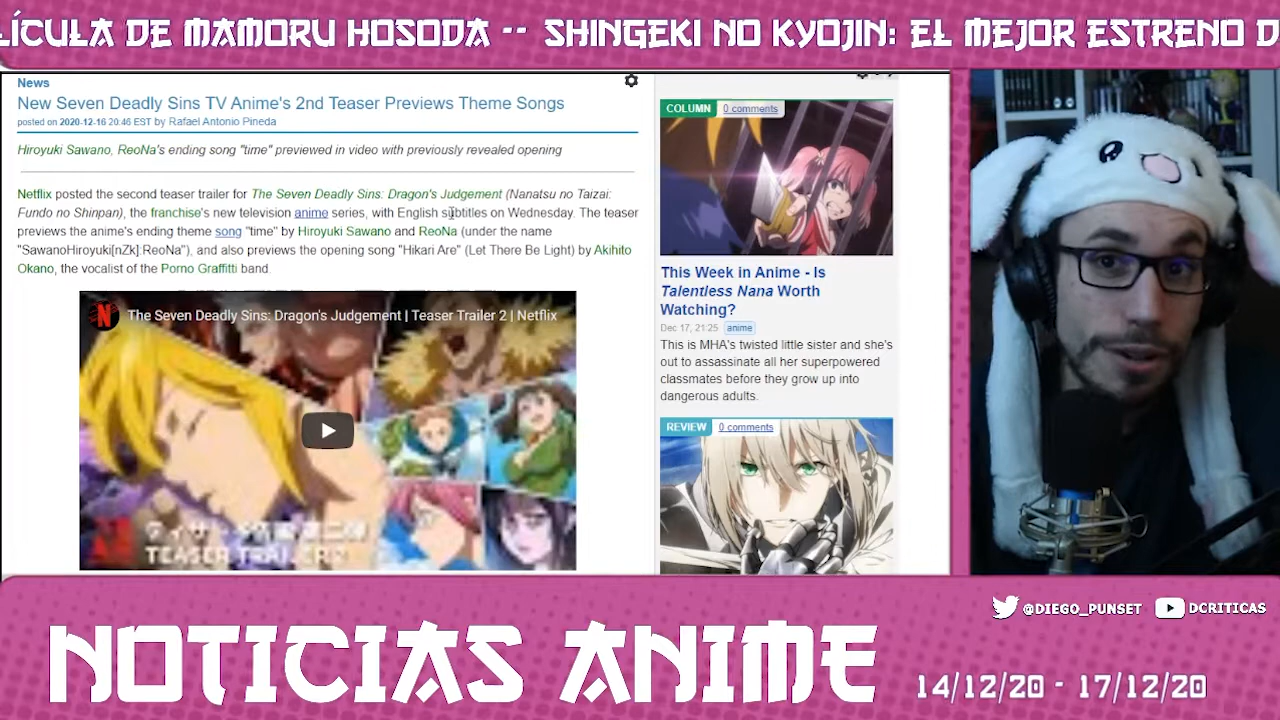 LÍCULA DE MAMORU HOSODA -- SHINGEKI NO KYOJIN: EL MEJOR ESTRENO D
News
New Seven Deadly Sins TV Anime's 2nd Teaser Previews Theme Songs
posted on 2020-12-16 20:46 EST by Rafael Antonio Pineda
Hiroyuki Sawano, ReoNa's ending song "time" previewed in video with previously revealed opening
Netflix posted the second teaser trailer for The Seven Deadly Sins: Dragon's Judgement (Nanatsu no Taizai:
Fundo no Shinpan), the franchise's new television anime series, with English subtitles on Wednesday. The teaser
previews the anime's ending theme song "time" by Hiroyuki Sawano and ReoNa (under the name
"SawanoHiroyuki[nZk]:ReoNa"), and also previews the opening song "Hikari Are" (Let There Be Light) by Akihito
Okano, the vocalist of the Porno Graffitti band.
N
The Seven Deadly Sins: Dragon's Judgement | Teaser Trailer 2 | Netflix
TEASER TRAILER
COLUMN 0 comments
This Week in Anime - Is
Talentless Nana Worth
Watching?
Dec 17, 21:25 anime
This is MHA's twisted little sister and she's
out to assassinate all her superpowered
classmates before they grow up into
dangerous adults.
REVIEW 0 comments
@DIEGO_PUNSET DCRITICAS
NOTICIAS ANIME
14/12/20 - 17/12/20